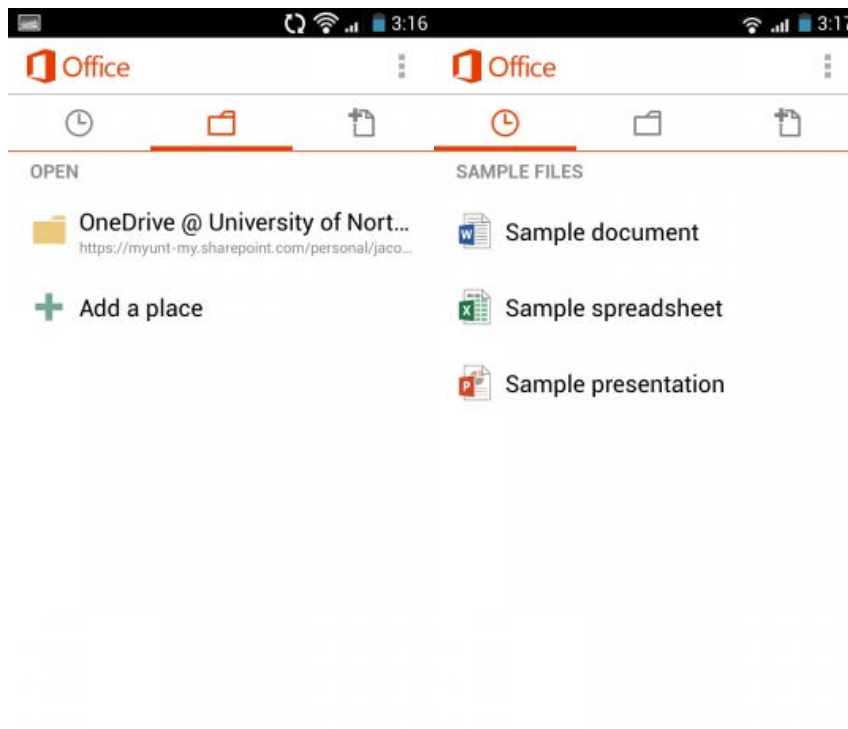 3:16
Office
OPEN
OneDrive @ University of Nort...
https://myunt-my.sharepoint.com/personal/jaco...
Add a place
3:17
Office
SAMPLE FILES
W
Sample document
X
Sample spreadsheet
P
Sample presentation